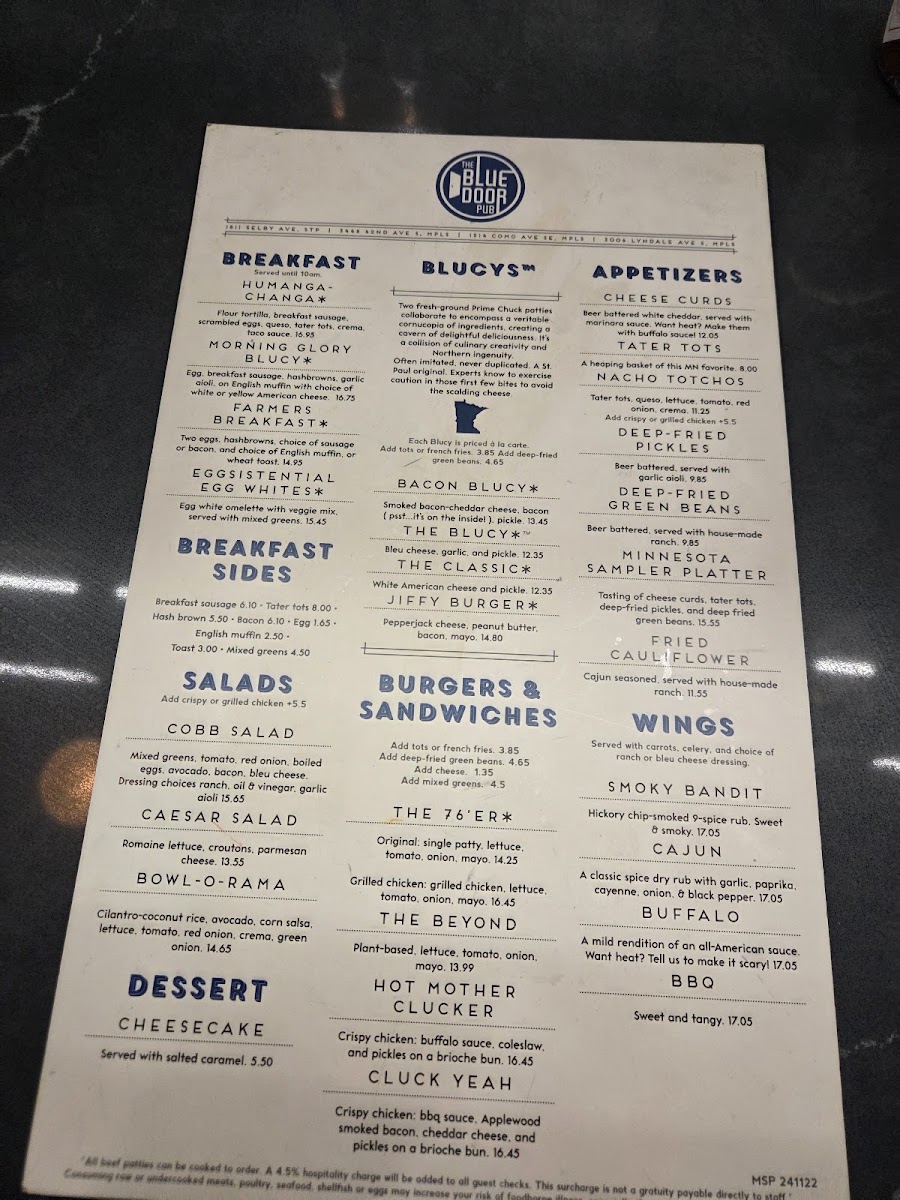 THE
BLUE
DOOR
PUB
1811 SELBY AVE, STP | 3448 42ND AVE S, MPLS | 1514 COMO AVE SE, MPLS | 3006 LYNDALE AVE S, MPLS
BREAKFAST
Served until 10am.
HUMANGA-
CHANGA*
Flour tortilla, breakfast sausage,
scrambled eggs, queso, tater tots, crema,
taco sauce. 16.95
MORNING GLORY
BLUCY*
Egg, breakfast sausage, hashbrowns, garlic
aioli, on English muffin with choice of
white or yellow American cheese. 16.75
FARMERS
BREAKFAST*
Two eggs, hashbrowns, choice of sausage
or bacon, and choice of English muffin, or
wheat toast. 14.95
EGGSISTENTIAL
EGG WHITES*
Egg white omelette with veggie mix,
served with mixed greens. 15.45
BREAKFAST
SIDES
Breakfast sausage 6.10 • Tater tots 8.00 •
Hash brown 5.50 • Bacon 6.10 • Egg 1.65 •
English muffin 2.50 •
Toast 3.00 • Mixed greens 4.50
SALADS
Add crispy or grilled chicken +5.5
COBB SALAD
Mixed greens, tomato, red onion, boiled
eggs, avocado, bacon, bleu cheese.
Dressing choices ranch, oil & vinegar, garlic
aioli 15.65
CAESAR SALAD
Romaine lettuce, croutons, parmesan
cheese. 13.55
BOWL-O-RAMA
Cilantro-coconut rice, avocado, corn salsa,
lettuce, tomato, red onion, crema, green
onion. 14.65
DESSERT
CHEESECAKE
Served with salted caramel. 5.50
BLUCYS™
Two fresh-ground Prime Chuck patties
collaborate to encompass a veritable
cornucopia of ingredients, creating a
cavern of delightful deliciousness. It's
a collision of culinary creativity and
Northern ingenuity.
Often imitated, never duplicated. A St.
Paul original. Experts know to exercise
caution in those first few bites to avoid
the scalding cheese.
Each Blucy is priced à la carte.
Add tots or french fries. 3.85 Add deep-fried
green beans. 4.65
BACON BLUCY*
Smoked bacon-cheddar cheese, bacon
( psst...it's on the inside! ), pickle. 13.45
THE BLUCY*™
Bleu cheese, garlic, and pickle. 12.35
THE CLASSIC*
White American cheese and pickle. 12.35
JIFFY BURGER*
Pepperjack cheese, peanut butter,
bacon, mayo. 14.80
BURGERS &
SANDWICHES
Add tots or french fries. 3.85
Add deep-fried green beans. 4.65
Add cheese. 1.35
Add mixed greens. 4.5
THE 76'ER*
Original: single patty, lettuce,
tomato, onion, mayo. 14.25
Grilled chicken: grilled chicken, lettuce,
tomato, onion, mayo. 16.45
THE BEYOND
Plant-based, lettuce, tomato, onion,
mayo. 13.99
HOT MOTHER
CLUCKER
Crispy chicken: buffalo sauce, coleslaw,
and pickles on a brioche bun. 16.45
CLUCK YEAH
Crispy chicken: bbq sauce, Applewood
smoked bacon, cheddar cheese, and
pickles on a brioche bun. 16.45
APPETIZERS
CHEESE CURDS
Beer battered white cheddar, served with
marinara sauce. Want heat? Make them
with buffalo sauce! 12.05
TATER TOTS
A heaping basket of this MN favorite. 8.00
NACHO TOTCHOS
Tater tots, queso, lettuce, tomato, red
onion, crema. 11.25
Add crispy or grilled chicken +5.5
DEEP-FRIED
PICKLES
Beer battered, served with
garlic aioli. 9.85
DEEP-FRIED
GREEN BEANS
Beer battered, served with house-made
ranch. 9.85
MINNESOTA
SAMPLER PLATTER
Tasting of cheese curds, tater tots,
deep-fried pickles, and deep fried
green beans. 15.55
FRIED
CAULIFLOWER
Cajun seasoned, served with house-made
ranch. 11.55
WINGS
Served with carrots, celery, and choice of
ranch or bleu cheese dressing.
SMOKY BANDIT
Hickory chip-smoked 9-spice rub. Sweet
& smoky. 17.05
CAJUN
A classic spice dry rub with garlic, paprika,
cayenne, onion, & black pepper. 17.05
BUFFALO
A mild rendition of an all-American sauce.
Want heat? Tell us to make it scary! 17.05
BBQ
Sweet and tangy. 17.05
*All beef patties can be cooked to order. A 4.5% hospitality charge will be added to all guest checks. This surcharge is not a gratuity payable directly to staff.
Consuming raw or undercooked meats, poultry, seafood, shellfish or eggs may increase your risk of foodborne
MSP 241122